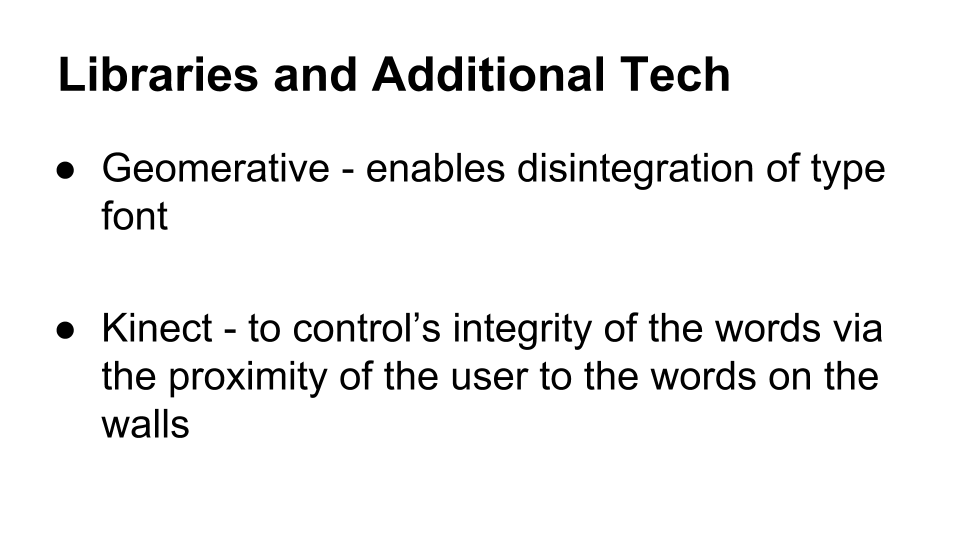 Libraries and Additional Tech
● Geomerative - enables disintegration of type
font
● Kinect - to control’s integrity of the words via
the proximity of the user to the words on the
walls